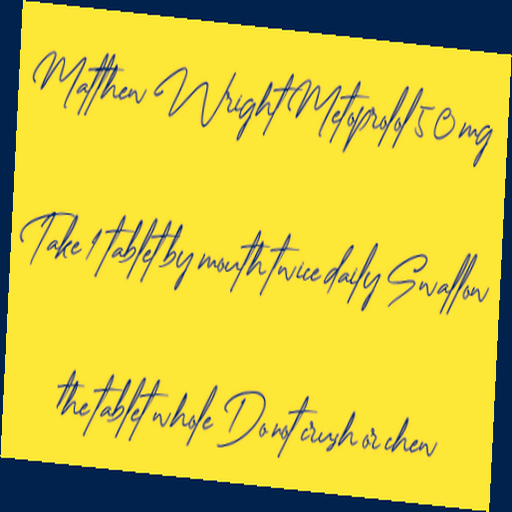 Matthew Wright Metoprolol 50 mg
Take 1 tablet by mouth twice daily Swallow
the tablet whole Do not crush or chew